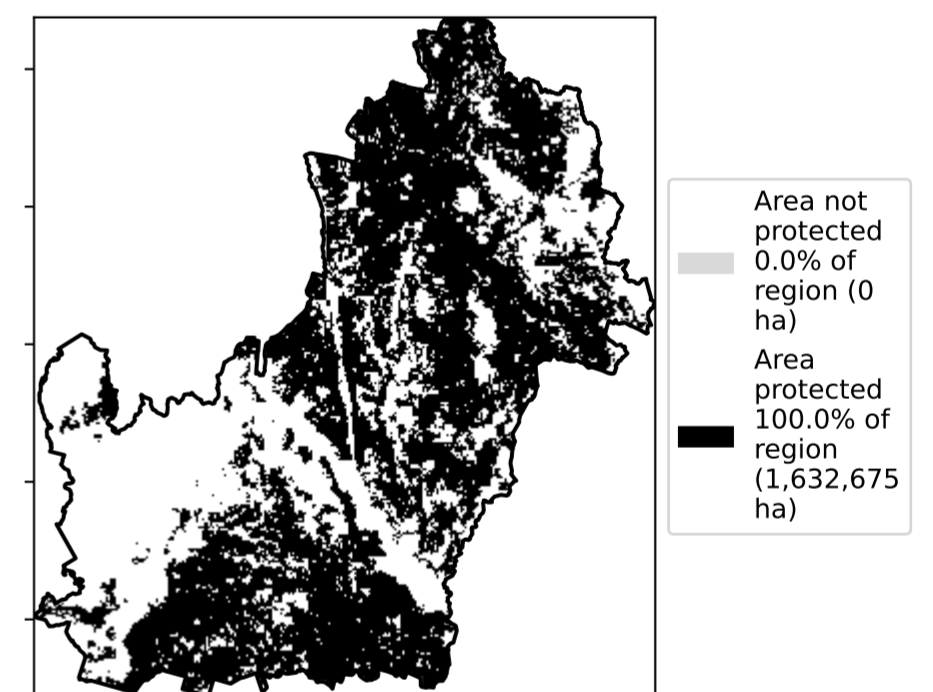 Area not
protected
0.0% of
region (0
ha)
Area
protected
100.0% of
region
(1,632,675
ha)